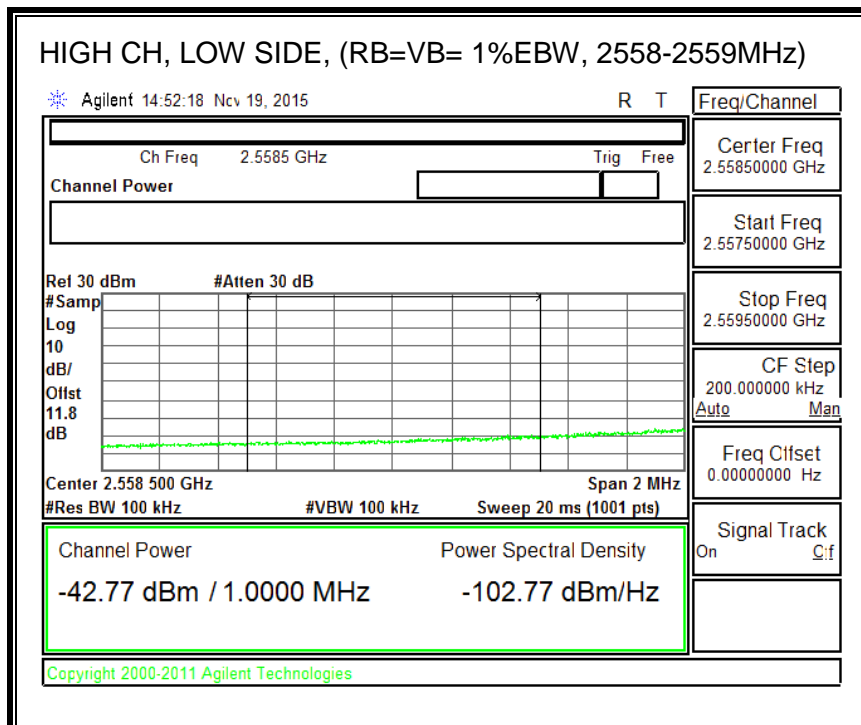 HIGH CH, LOW SIDE, (RB=VB= 1%EBW, 2558-2559MHz)
Agilent 14:52:18 Nov 19, 2015 R T
Freq/Channel
Ch Freq 2.5585 GHz Trig Free
Channel Power
Center Freq
2.55850000 GHz
Start Freq
2.55750000 GHz
Stop Freq
2.55950000 GHz
CF Step
200.000000 kHz
Auto Man
Freq Offset
0.00000000 Hz
Signal Track
On Off
Ref 30 dBm #Atten 30 dB
#Samp
Log
10
dB/
Offst
11.8
dB
Center 2.558 500 GHz Span 2 MHz
#Res BW 100 kHz #VBW 100 kHz Sweep 20 ms (1001 pts)
Channel Power Power Spectral Density
-42.77 dBm / 1.0000 MHz -102.77 dBm/Hz
Copyright 2000-2011 Agilent Technologies